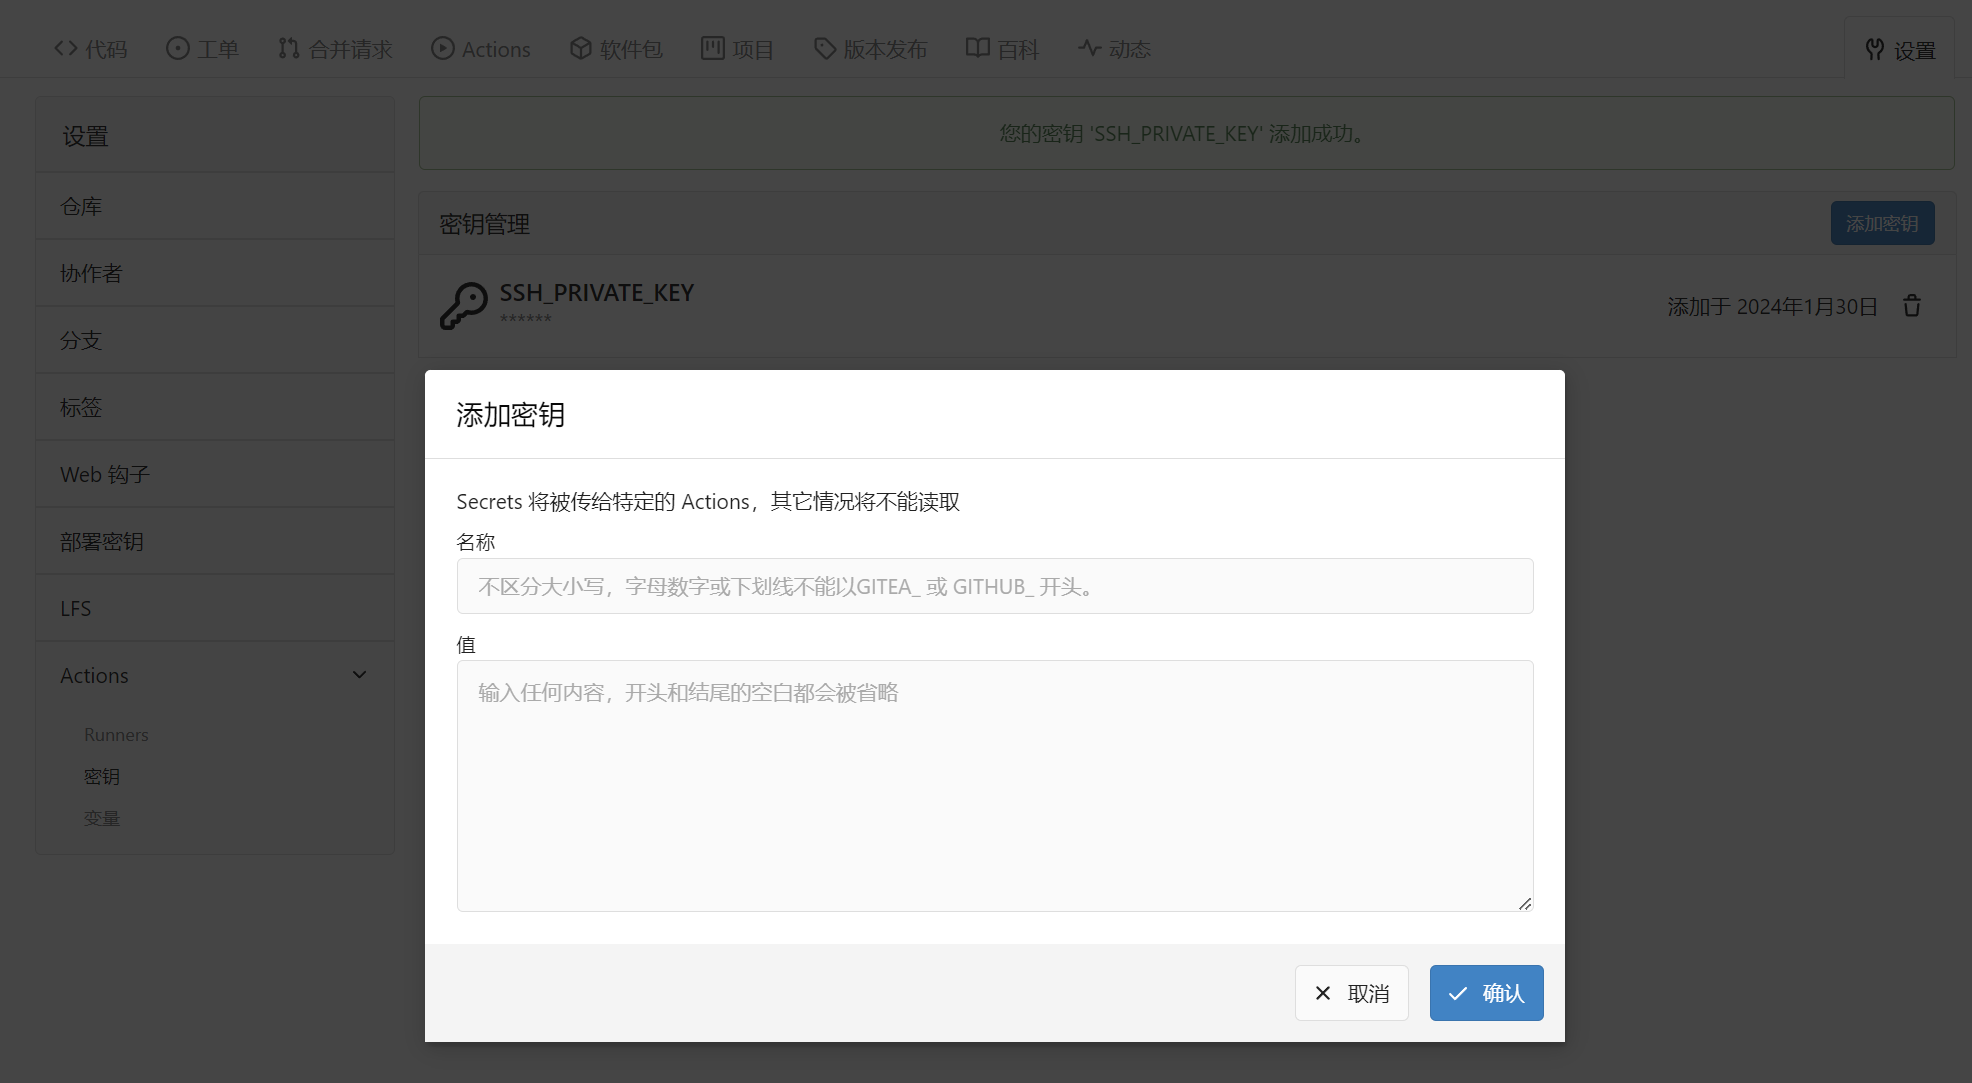 代码 工单 合并请求 Actions 软件包 项目 版本发布 百科 动态 设置
设置
仓库
协作者
分支
标签
Web 钩子
部署密钥
LFS
Actions
Runners
密钥
变量
您的密钥 'SSH_PRIVATE_KEY' 添加成功。
密钥管理 添加密钥
SSH_PRIVATE_KEY
******
添加于 2024年1月30日
添加密钥
Secrets 将被传给特定的 Actions，其它情况将不能读取
名称
不区分大小写，字母数字或下划线不能以GITEA_ 或 GITHUB_ 开头。
值
输入任何内容，开头和结尾的空白都会被省略
取消 确认